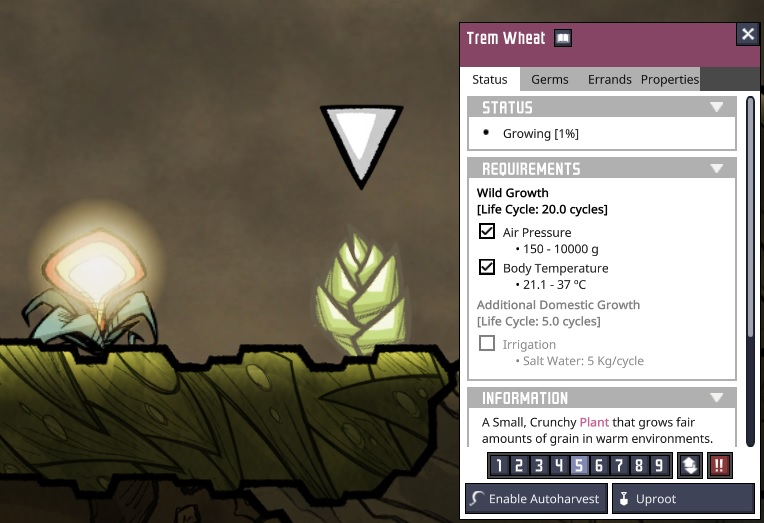 Trem Wheat
Status Germs Errands Properties
STATUS
• Growing [1%]
REQUIREMENTS
Wild Growth
[Life Cycle: 20.0 cycles]
Air Pressure
• 150 - 10000 g
Body Temperature
• 21.1 - 37 ºC
Additional Domestic Growth
[Life Cycle: 5.0 cycles]
Irrigation
• Salt Water: 5 Kg/cycle
INFORMATION
A Small, Crunchy Plant that grows fair
amounts of grain in warm environments.
1 2 3 4 5 6 7 8 9 !!
Enable Autoharvest Uproot